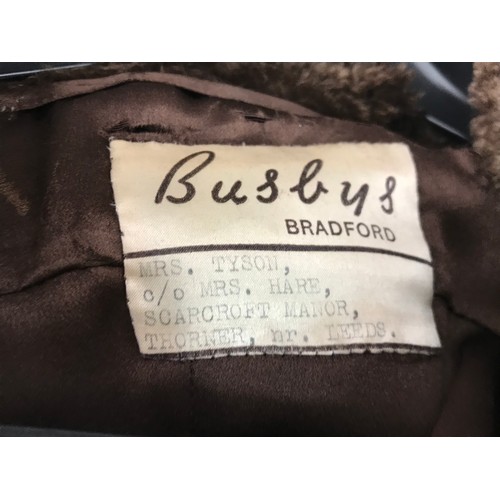 Busbys
BRADFORD
MRS. TYSON,
c/o MRS. HARE,
SCARCROFT MANOR,
THORNER, nr. LEEDS.